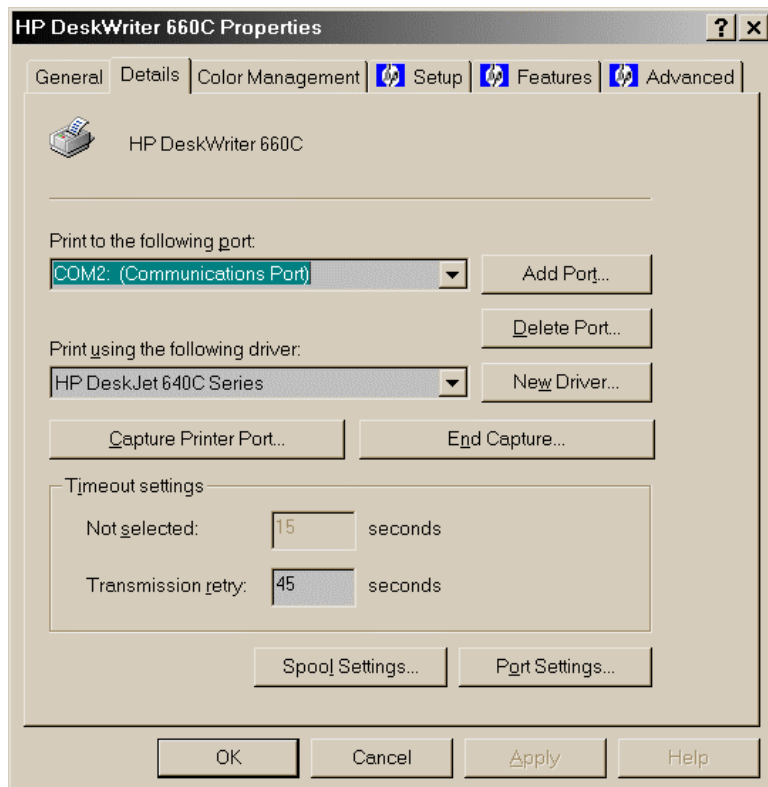 HP DeskWriter 660C Properties
General Details Color Management Setup Features Advanced
HP DeskWriter 660C
Print to the following port:
COM2: (Communications Port) Add Port...
Delete Port...
Print using the following driver:
HP DeskJet 640C Series New Driver...
Capture Printer Port... End Capture...
Timeout settings
Not selected: 15 seconds
Transmission retry: 45 seconds
Spool Settings... Port Settings...
OK Cancel Apply Help